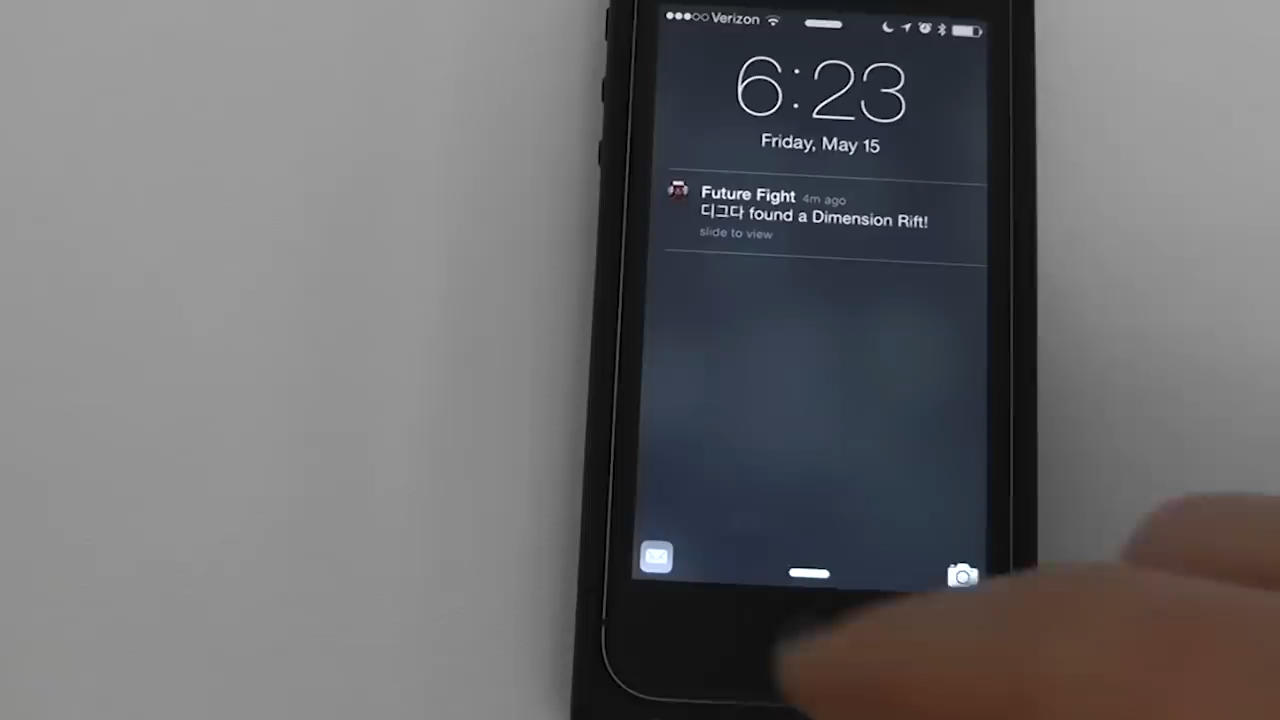 Verizon
6:23
Friday, May 15
Future Fight 4m ago
디그다 found a Dimension Rift!
slide to view